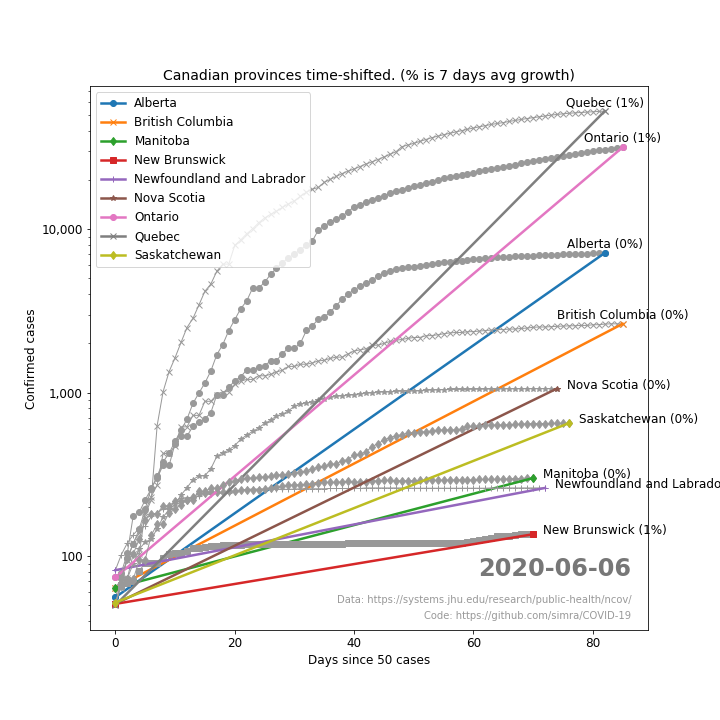 Canadian provinces time-shifted. (% is 7 days avg growth)
Alberta
British Columbia
Manitoba
New Brunswick
Newfoundland and Labrador
Nova Scotia
Ontario
Quebec
Saskatchewan
Quebec (1%)
Ontario (1%)
Alberta (0%)
British Columbia (0%)
Nova Scotia (0%)
Saskatchewan (0%)
Manitoba (0%)
Newfoundland and Labrado
New Brunswick (1%)
10,000
1,000
100
Confirmed cases
2020-06-06
Data: https://systems.jhu.edu/research/public-health/ncov/
Code: https://github.com/simra/COVID-19
0 20 40 60 80
Days since 50 cases